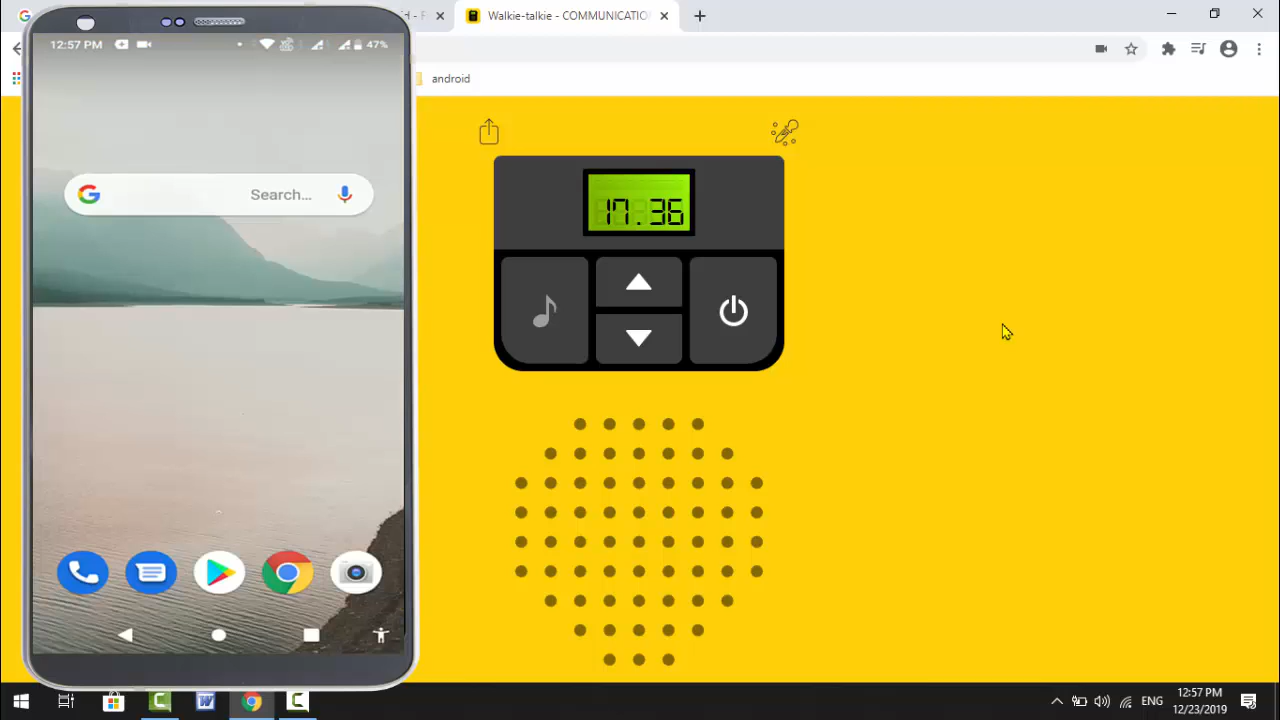 Walkie-talkie - COMMUNICATIO
12:57 PM
47%
android
Search...
17.36
ENG
12:57 PM
12/23/2019